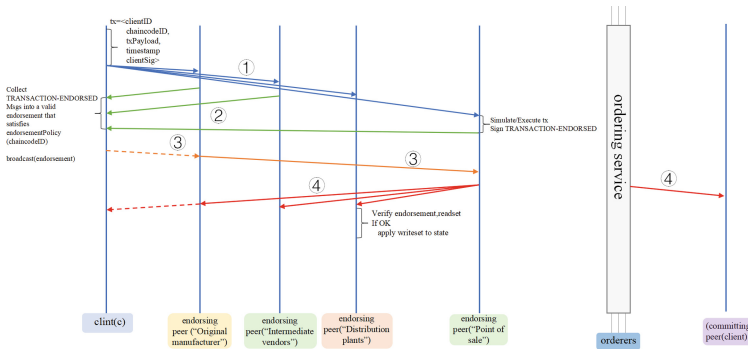 tx=<clientID
chaincodeID,
txPayload,
timestamp
clientSig>
①
Collect
TRANSACTION-ENDORSED
Msgs into a valid
endorsement that
satisfies
endorsementPolicy
(chaincodeID)
②
Simulate/Execute tx
Sign TRANSACTION-ENDORSED
③
③
broadcast(endorsement)
④
Verify endorsement,readset
If OK
apply writeset to state
ordering service
④
clint(c)
endorsing
peer (“Original
manufacturer”)
endorsing
peer(“Intermediate
vendors”)
endorsing
peer(“Distribution
plants”)
endorsing
peer(“Point of
sale”)
orderers
(committing
peer(client)